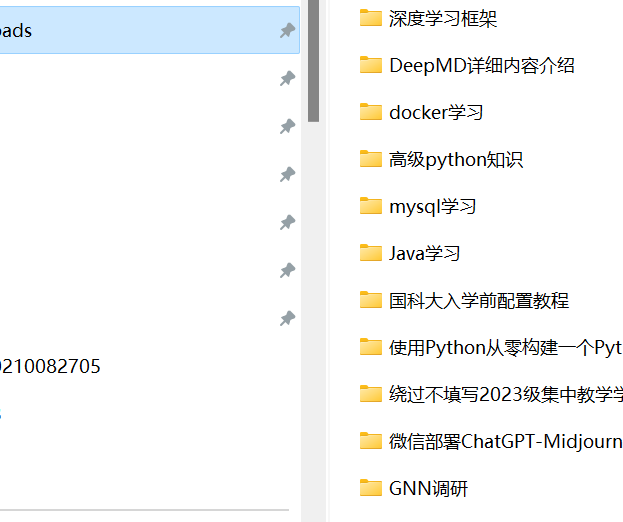 oads
0210082705
深度学习框架
DeepMD详细内容介绍
docker学习
高级python知识
mysql学习
Java学习
国科大入学前配置教程
使用Python从零构建一个Pyt
绕过不填写2023级集中教学学
微信部署ChatGPT-Midjourn
GNN调研